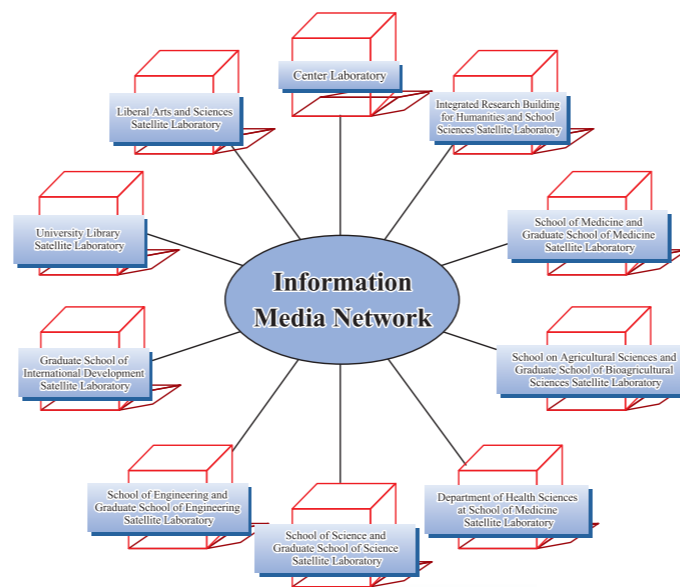 Center Laboratory
Liberal Arts and Sciences
Satellite Laboratory
Integrated Research Building
for Humanities and School
Sciences Satellite Laboratory
University Library
Satellite Laboratory
School of Medicine and
Graduate School of Medicine
Satellite Laboratory
Information
Media Network
Graduate School of
International Development
Satellite Laboratory
School on Agricultural Sciences and
Graduate School of Bioagricultural
Sciences Satellite Laboratory
School of Engineering and
Graduate School of Engineering
Satellite Laboratory
Department of Health Sciences
at School of Medicine
Satellite Laboratory
School of Science and
Graduate School of Science
Satellite Laboratory